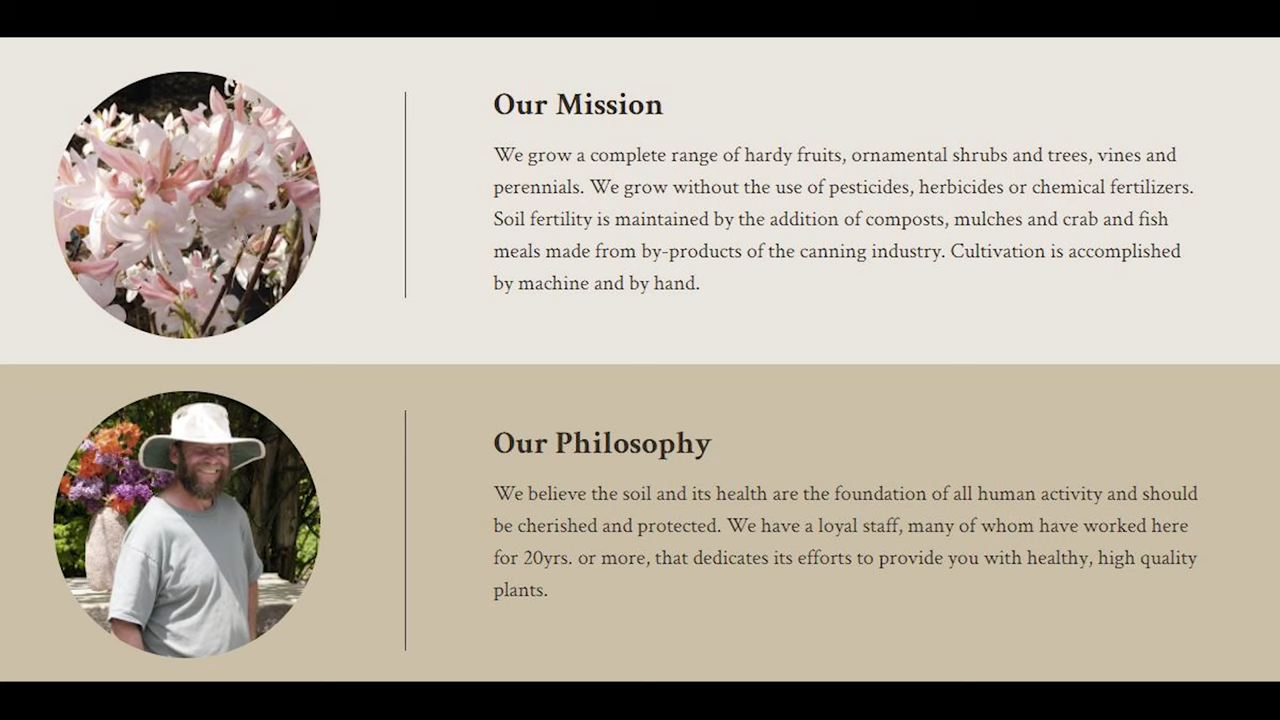 Our Mission
We grow a complete range of hardy fruits, ornamental shrubs and trees, vines and
perennials. We grow without the use of pesticides, herbicides or chemical fertilizers.
Soil fertility is maintained by the addition of composts, mulches and crab and fish
meals made from by-products of the canning industry. Cultivation is accomplished
by machine and by hand.
Our Philosophy
We believe the soil and its health are the foundation of all human activity and should
be cherished and protected. We have a loyal staff, many of whom have worked here
for 20yrs. or more, that dedicates its efforts to provide you with healthy, high quality
plants.